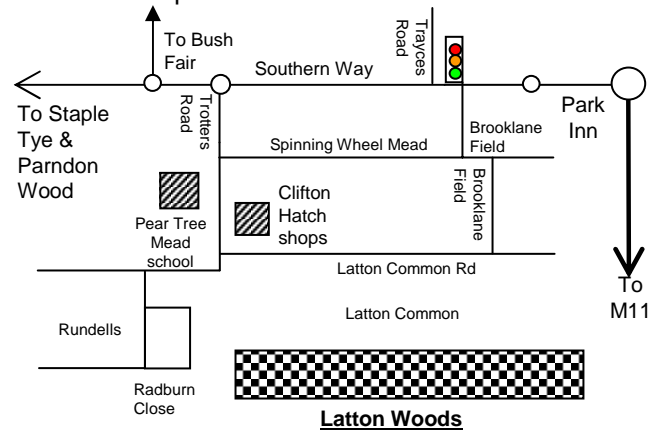 To Bush
Fair
Trayces
Road
Southern Way
To Staple
Tye &
Parndon
Wood
Trotters
Road
Park
Inn
Spinning Wheel Mead
Brooklane
Field
Brooklane
Field
Clifton
Hatch
shops
Pear Tree
Mead
school
Latton Common Rd
To
M11
Latton Common
Rundells
Radburn
Close
Latton Woods